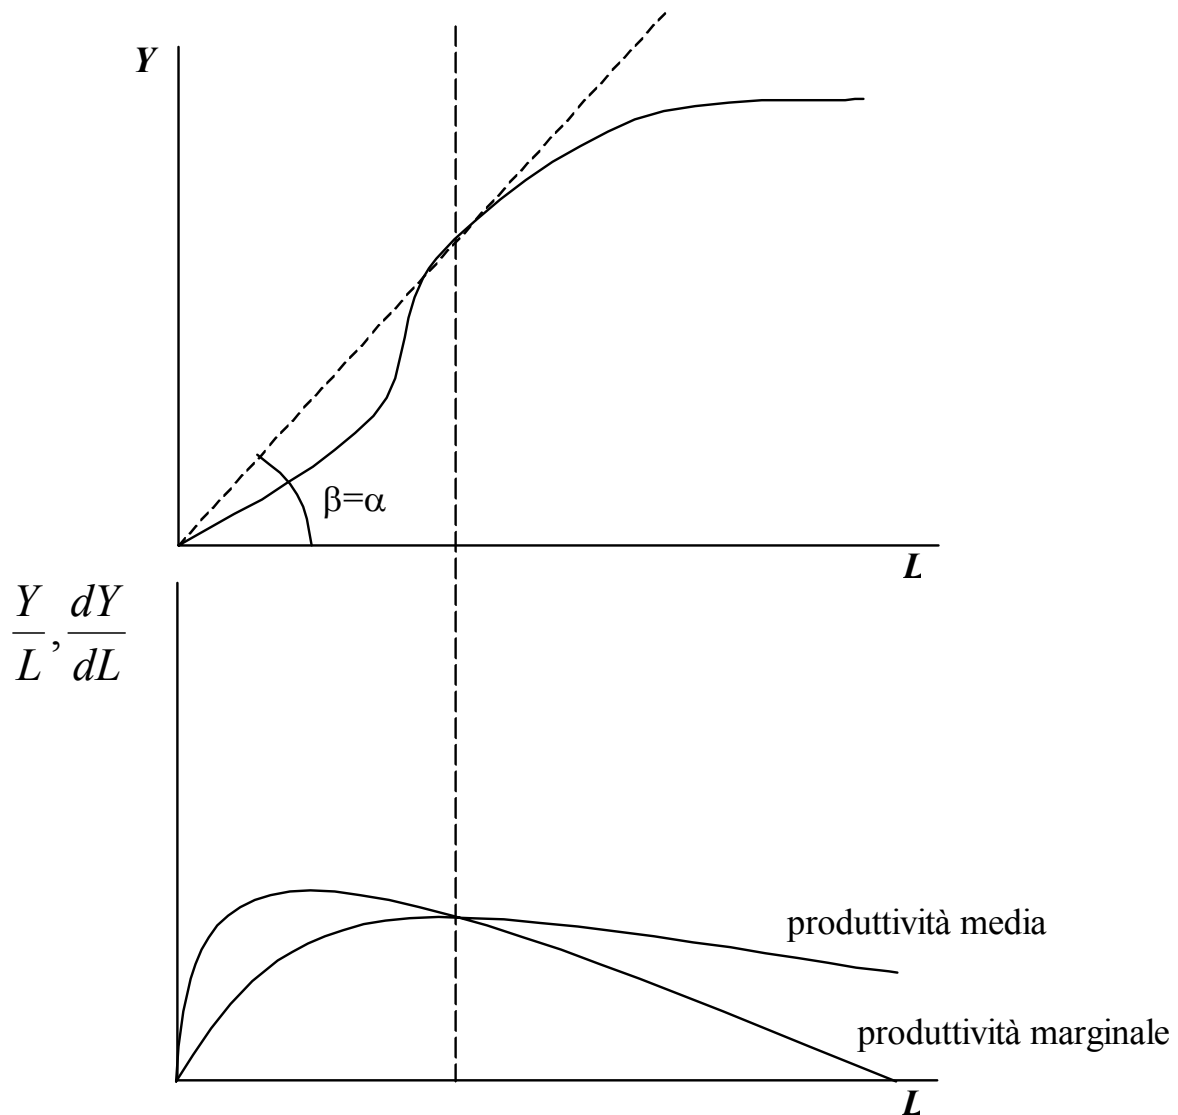 Y
β=α
L
Y/L, dY/dL
produttività media
produttività marginale
L